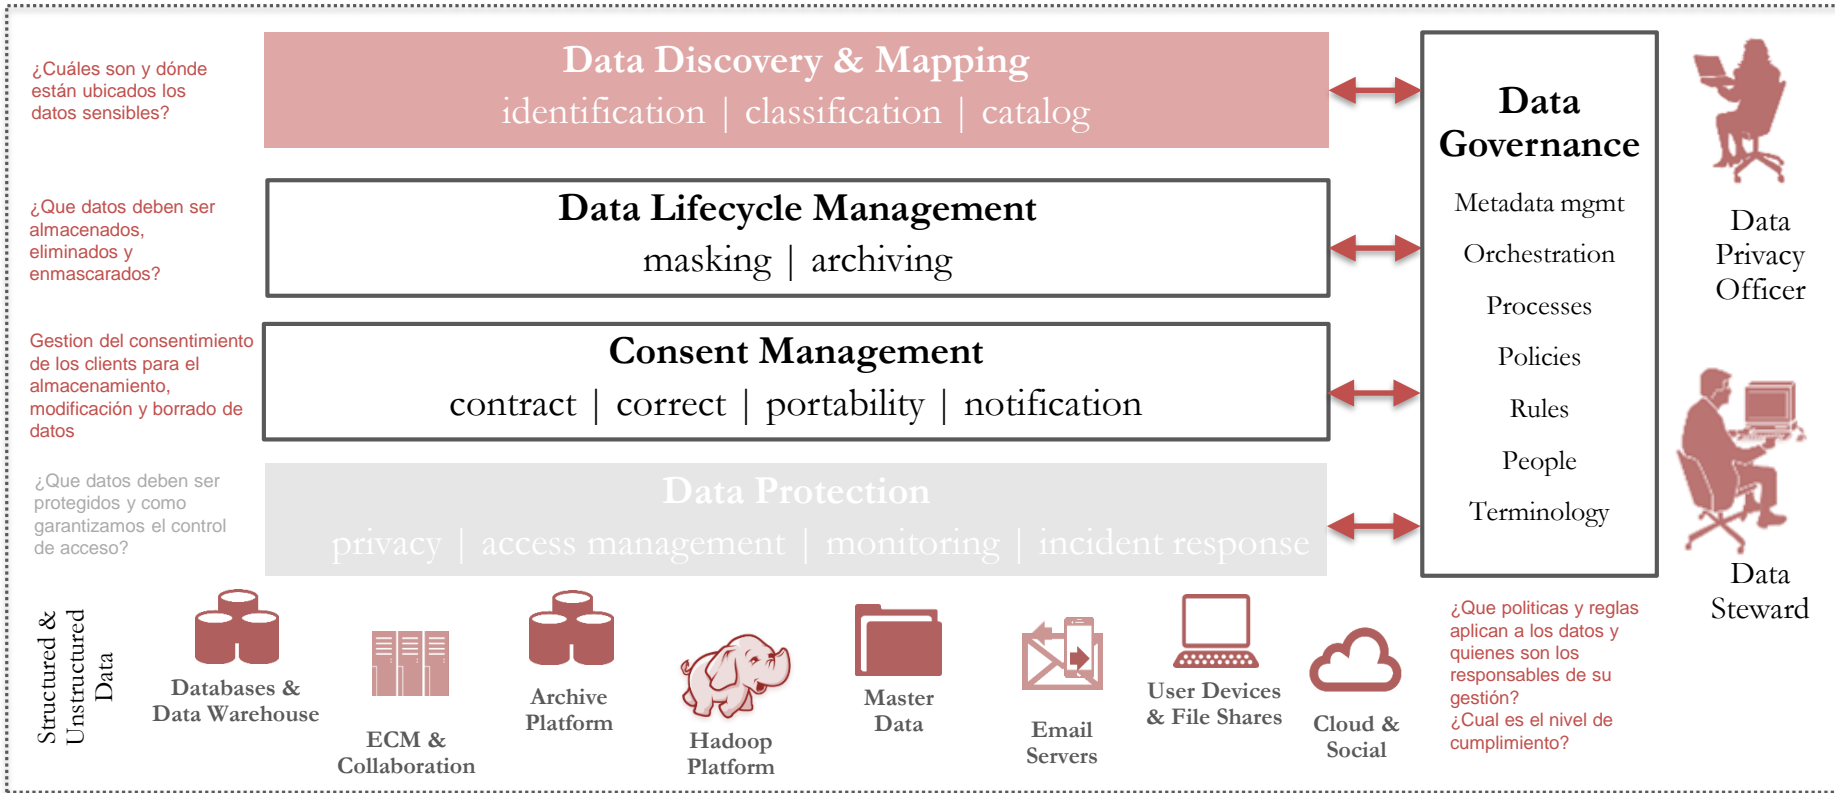 ¿Cuáles son y dónde
están ubicados los
datos sensibles?
Data Discovery & Mapping
identification | classification | catalog
¿Que datos deben ser
almacenados,
eliminados y
enmascarados?
Data Lifecycle Management
masking | archiving
Gestion del consentimiento
de los clients para el
almacenamiento,
modificación y borrado de
datos
Consent Management
contract | correct | portability | notification
¿Que datos deben ser
protegidos y como
garantizamos el control
de acceso?
Data Protection
privacy | access management | monitoring | incident response
Data
Governance
Metadata mgmt
Orchestration
Processes
Policies
Rules
People
Terminology
Data
Privacy
Officer
Data
Steward
Structured &
Unstructured
Data
Databases &
Data Warehouse
ECM &
Collaboration
Archive
Platform
Hadoop
Platform
Master
Data
Email
Servers
User Devices
& File Shares
Cloud &
Social
¿Que politicas y reglas
aplican a los datos y
quienes son los
responsables de su
gestión?
¿Cual es el nivel de
cumplimiento?